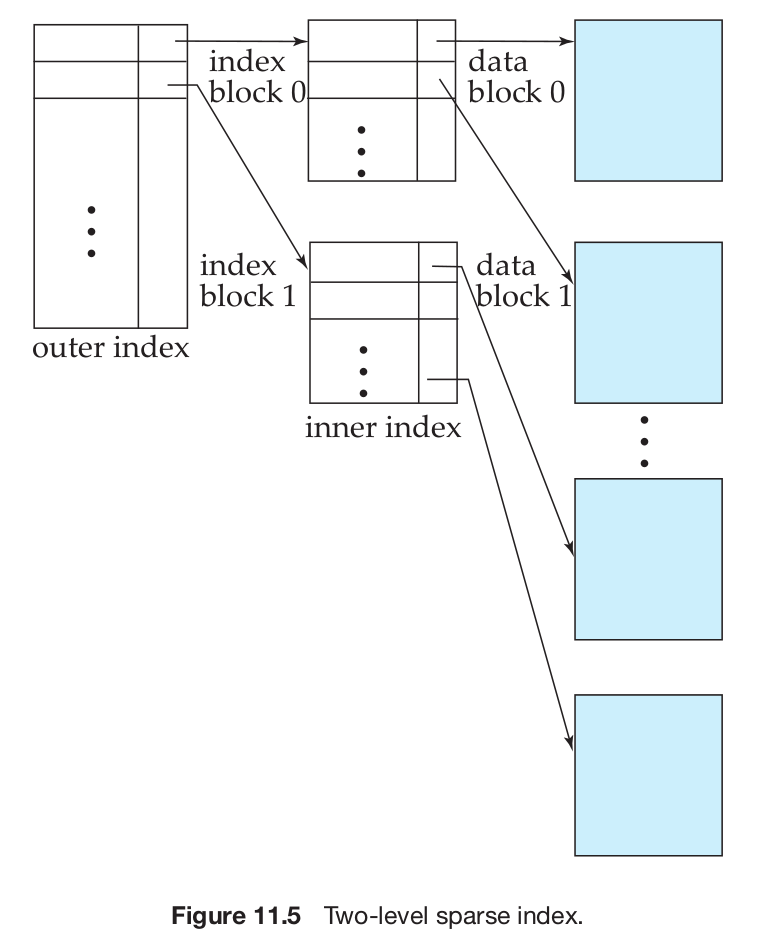 index
block 0
data
block 0
index
block 1
data
block 1
outer index
inner index
Figure 11.5 Two-level sparse index.